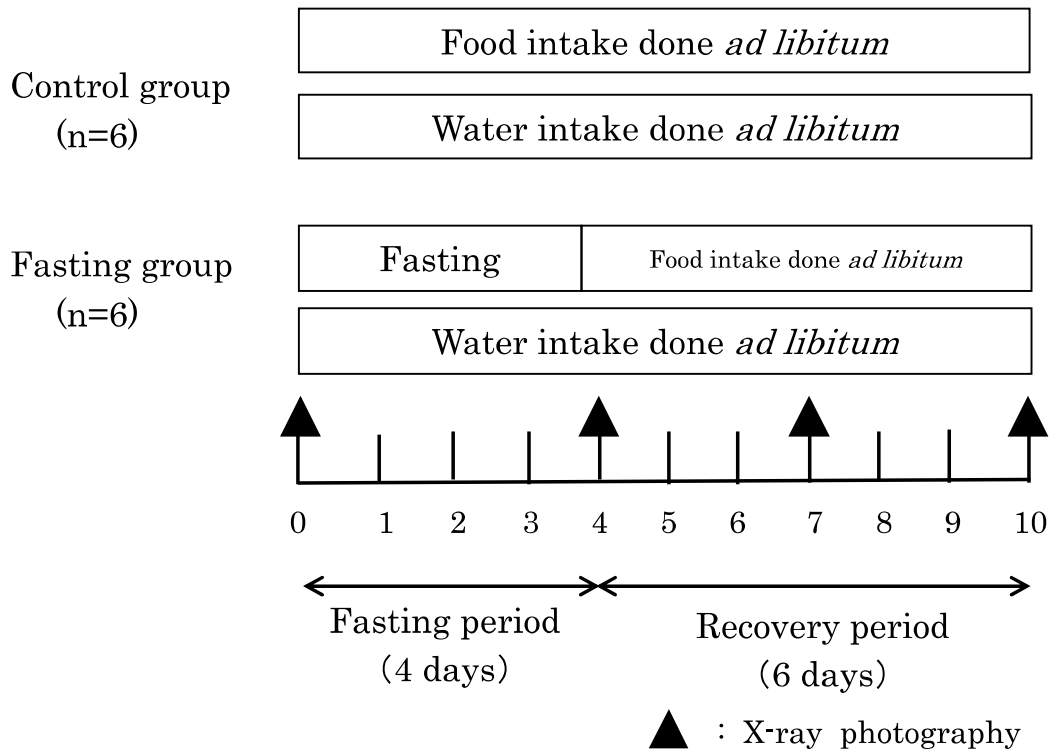 Food intake done ad libitum
Control group
(n=6)
Water intake done ad libitum
Fasting group
(n=6)
Fasting
Food intake done ad libitum
Water intake done ad libitum
0 1 2 3 4 5 6 7 8 9 10
Fasting period
(4 days)
Recovery period
(6 days)
: X-ray photography